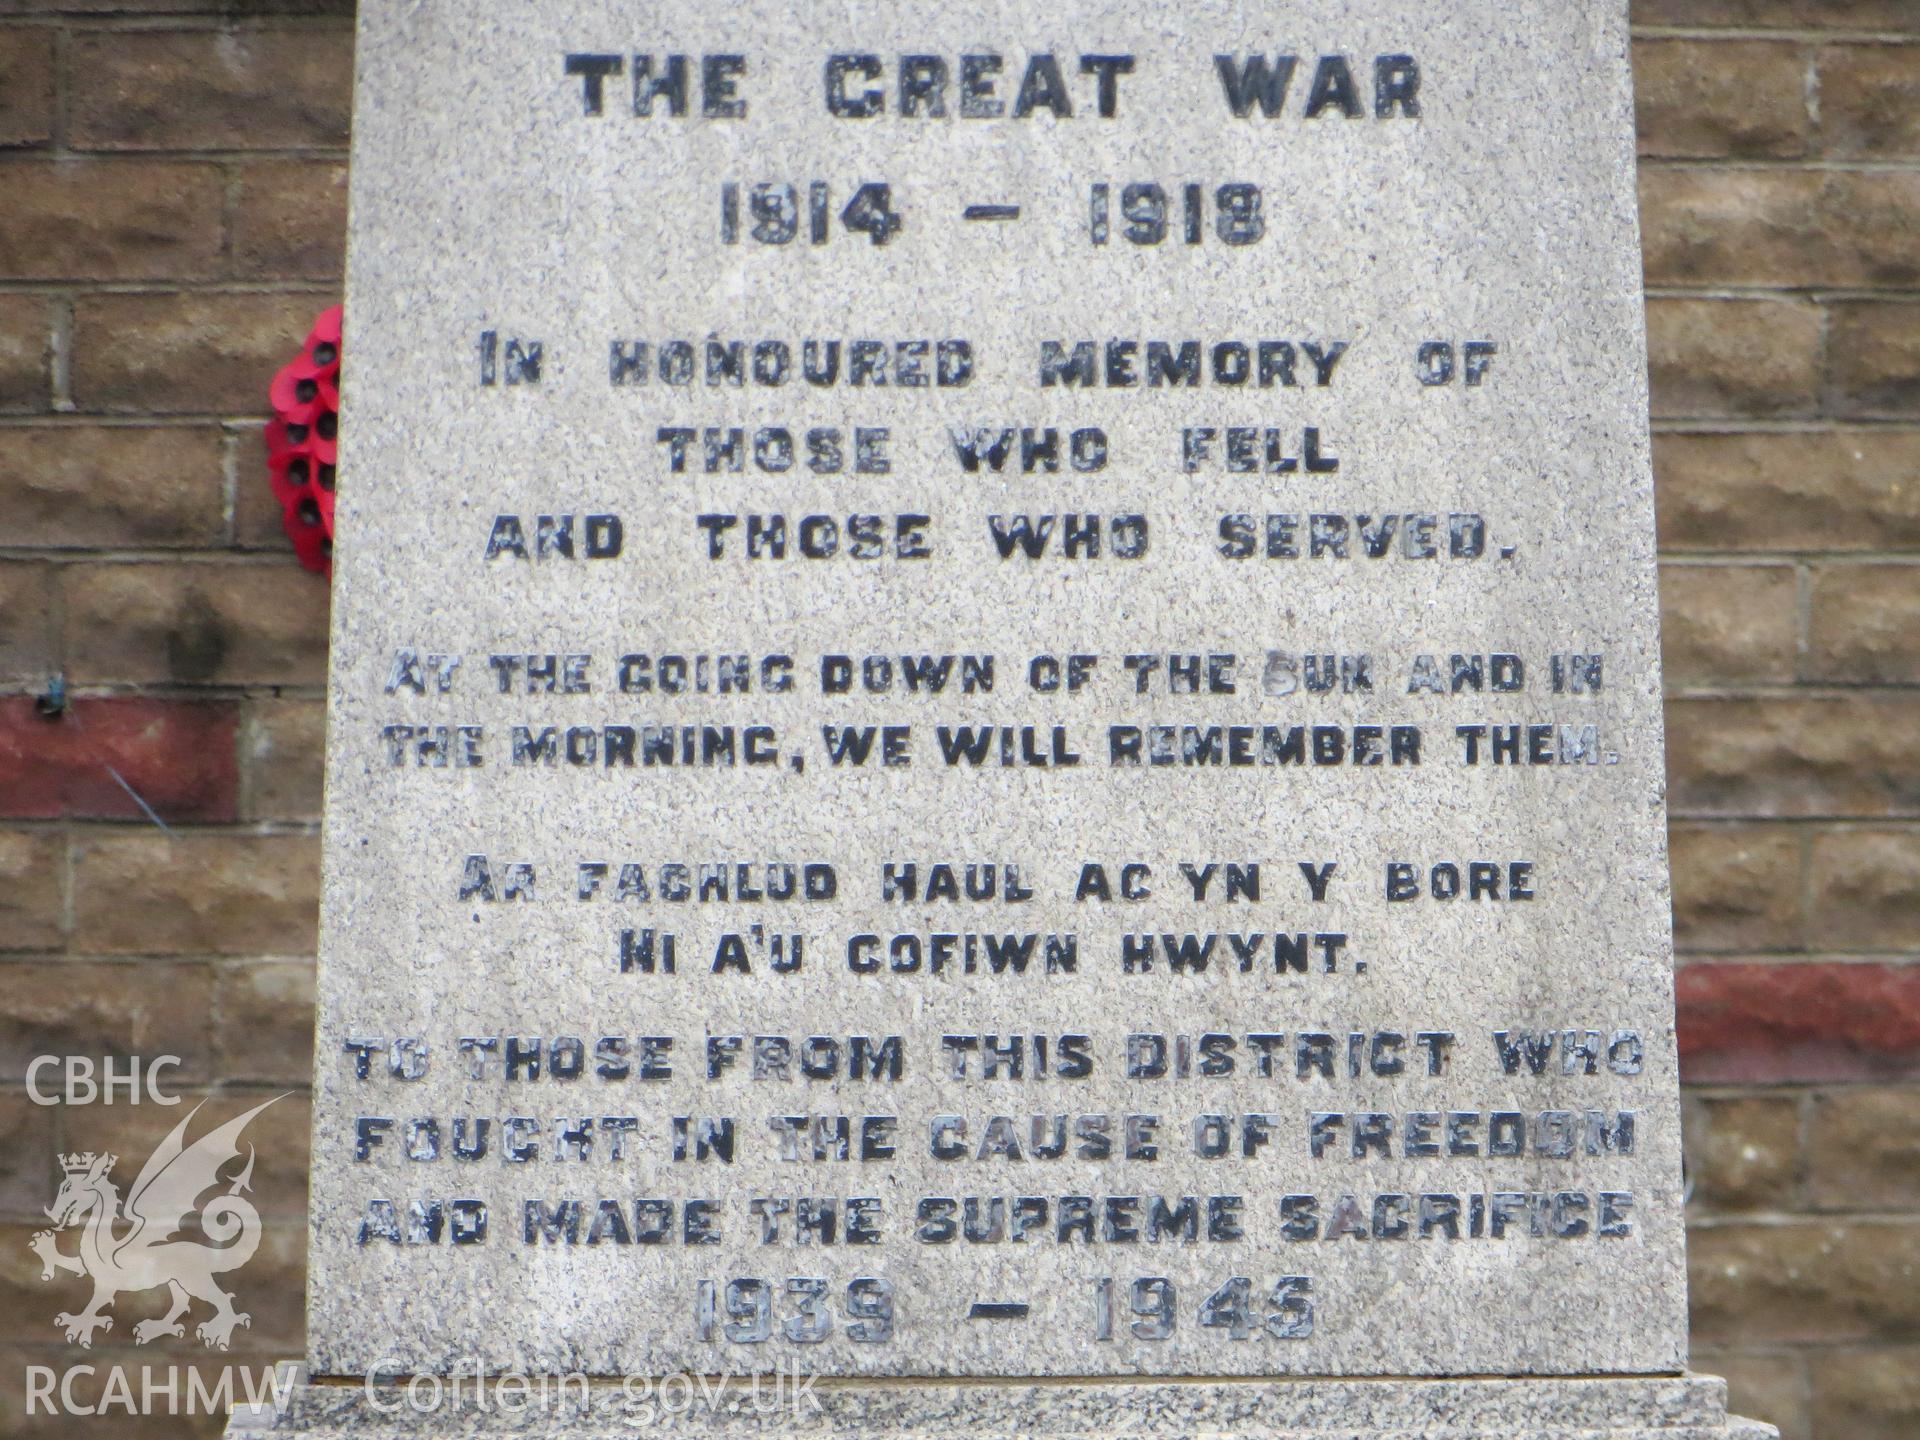 THE GREAT WAR
1914 – 1918
IN HONOURED MEMORY OF
THOSE WHO FELL
AND THOSE WHO SERVED.
AT THE GOING DOWN OF THE SUN AND IN
THE MORNING, WE WILL REMEMBER THEM.
AR FACHLUD HAUL AC YN Y BORE
NI A'U COFIWN HWYNT.
TO THOSE FROM THIS DISTRICT WHO
FOUGHT IN THE CAUSE OF FREEDOM
AND MADE THE SUPREME SACRIFICE
1939 – 1945
CBHC
RCAHMW Coflein.gov.uk